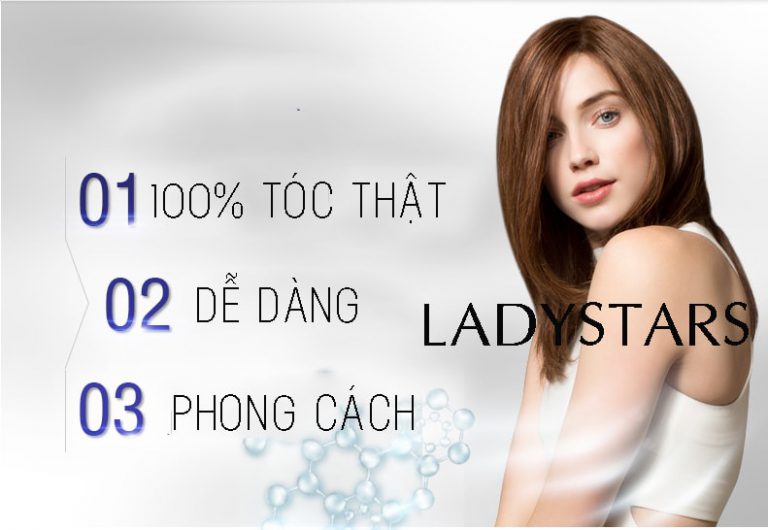 01 100% TÓC THẬT
02 DỄ DÀNG
LADYSTARS
03 PHONG CÁCH